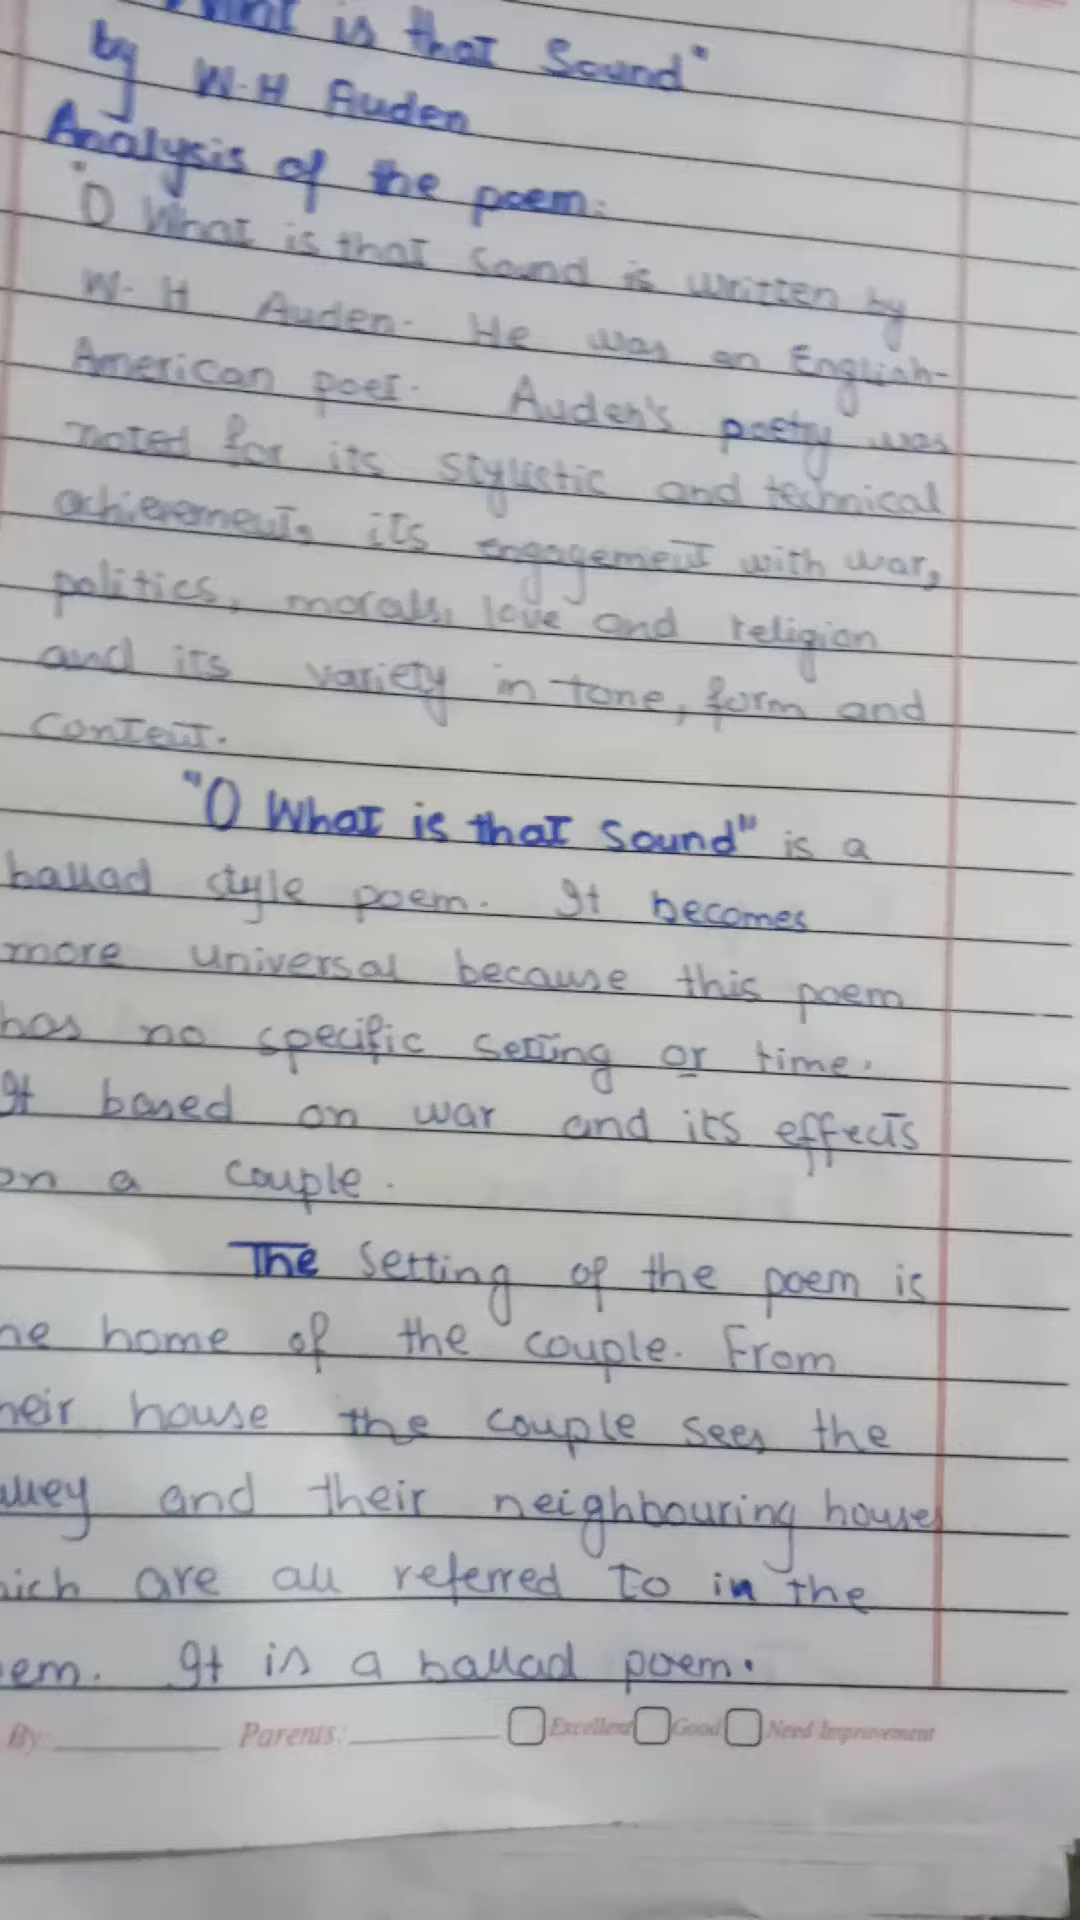 What is that Sound"
by W.H Auden
Analysis of the poem:
"O What is that Sound is written by
W. H Auden. He was an English-
American poet. Auden's poetry was
noted for its stylistic and technical
achievement, its engagement with war,
politics, morals, love and religion
and its variety in tone, form and
content.
"O What is that Sound" is a
ballad style poem. It becomes
more universal because this poem
has no specific setting or time.
It based on war and its effects
on a couple.
The setting of the poem is
he home of the couple. From
heir house the couple sees the
alley and their neighbouring houses
hich are all referred to in the
em. It is a ballad poem.
By: Parents: Excellent Good Need Improvement